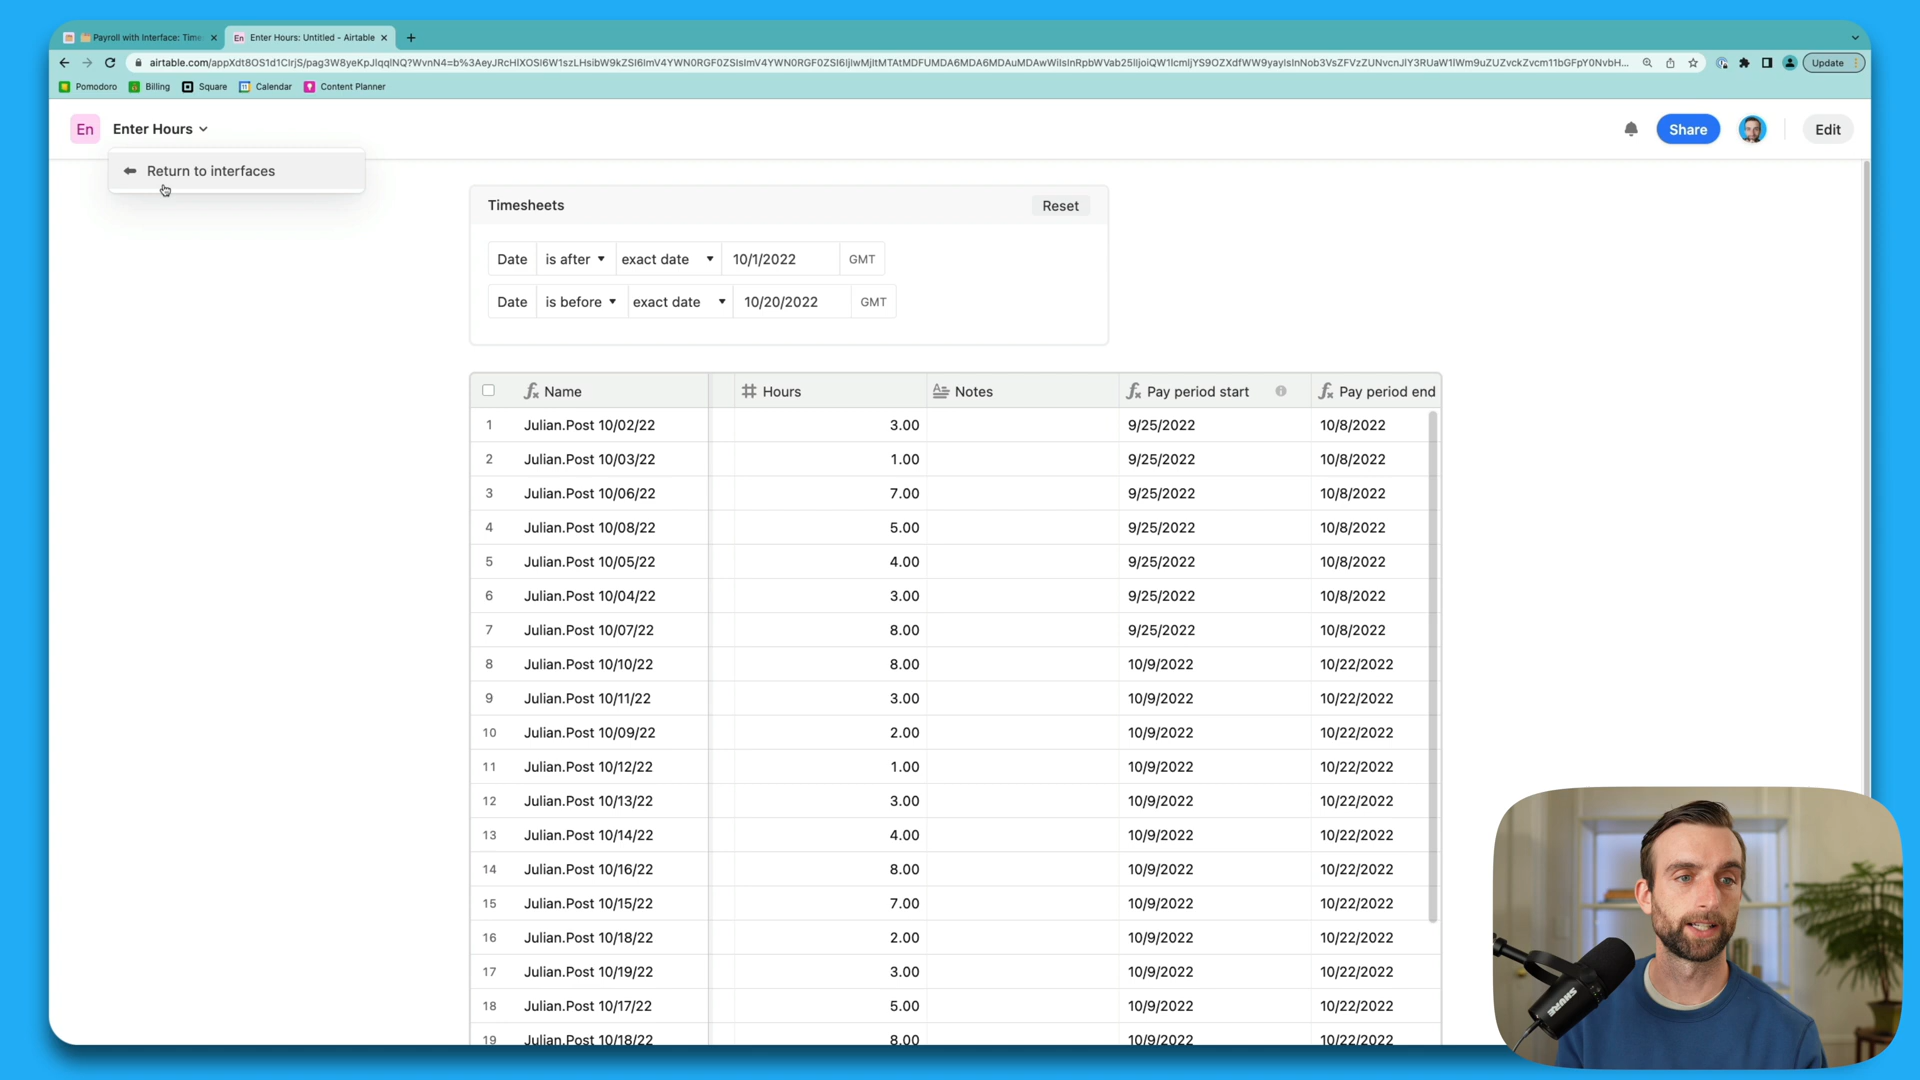 Payroll with Interface: Time
En Enter Hours: Untitled - Airtable
Update
Pomodoro Billing Square Calendar Content Planner
En Enter Hours
Share
Edit
Return to interfaces
Timesheets Reset
Date is after exact date 10/1/2022 GMT
Date is before exact date 10/20/2022 GMT
Name Hours Notes Pay period start Pay period end
1 Julian.Post 10/02/22 3.00 9/25/2022 10/8/2022
2 Julian.Post 10/03/22 1.00 9/25/2022 10/8/2022
3 Julian.Post 10/06/22 7.00 9/25/2022 10/8/2022
4 Julian.Post 10/08/22 5.00 9/25/2022 10/8/2022
5 Julian.Post 10/05/22 4.00 9/25/2022 10/8/2022
6 Julian.Post 10/04/22 3.00 9/25/2022 10/8/2022
7 Julian.Post 10/07/22 8.00 9/25/2022 10/8/2022
8 Julian.Post 10/10/22 8.00 10/9/2022 10/22/2022
9 Julian.Post 10/11/22 3.00 10/9/2022 10/22/2022
10 Julian.Post 10/09/22 2.00 10/9/2022 10/22/2022
11 Julian.Post 10/12/22 1.00 10/9/2022 10/22/2022
12 Julian.Post 10/13/22 3.00 10/9/2022 10/22/2022
13 Julian.Post 10/14/22 4.00 10/9/2022 10/22/2022
14 Julian.Post 10/16/22 8.00 10/9/2022 10/22/2022
15 Julian.Post 10/15/22 7.00 10/9/2022 10/22/2022
16 Julian.Post 10/18/22 2.00 10/9/2022 10/22/2022
17 Julian.Post 10/19/22 3.00 10/9/2022 10/22/2022
18 Julian.Post 10/17/22 5.00 10/9/2022 10/22/2022
19 Julian.Post 10/18/22 8.00 10/9/2022 10/22/2022
SHURE